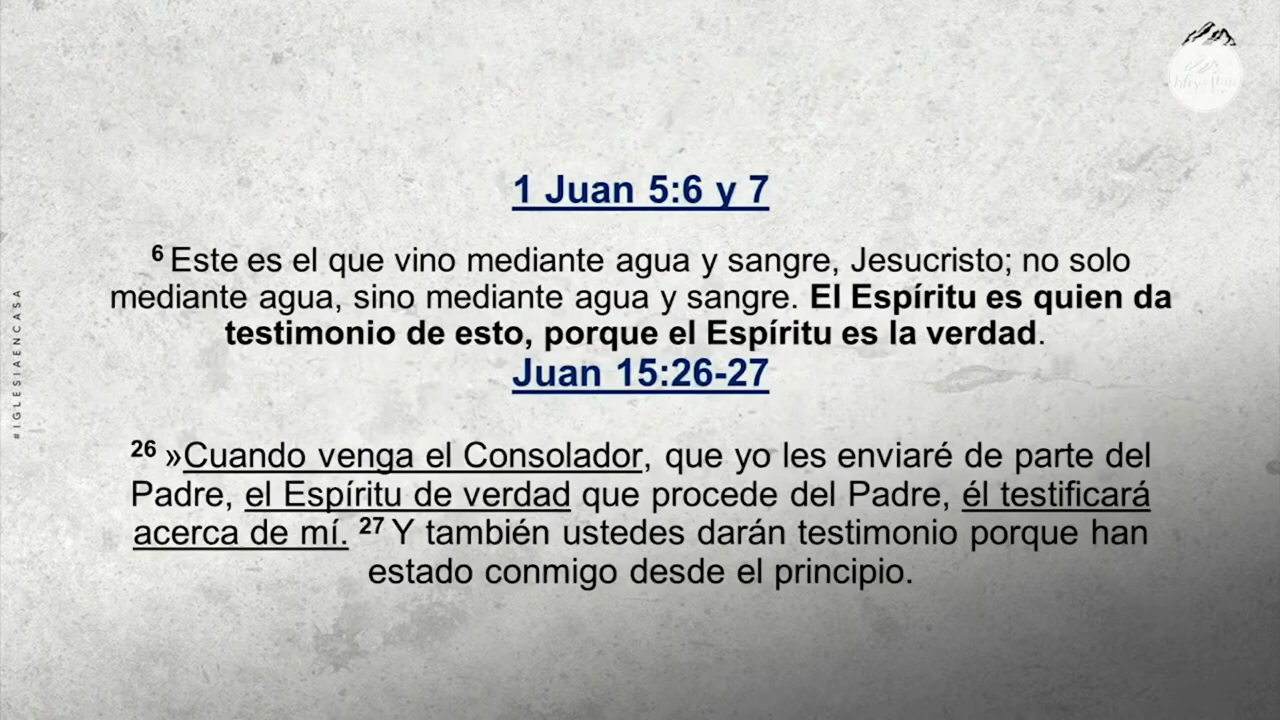 1 Juan 5:6 y 7
6 Este es el que vino mediante agua y sangre, Jesucristo; no solo
mediante agua, sino mediante agua y sangre. El Espíritu es quien da
testimonio de esto, porque el Espíritu es la verdad.
Juan 15:26-27
26 »Cuando venga el Consolador, que yo les enviaré de parte del
Padre, el Espíritu de verdad que procede del Padre, él testificará
acerca de mí. 27 Y también ustedes darán testimonio porque han
estado conmigo desde el principio.
#IGLESIAENCASA